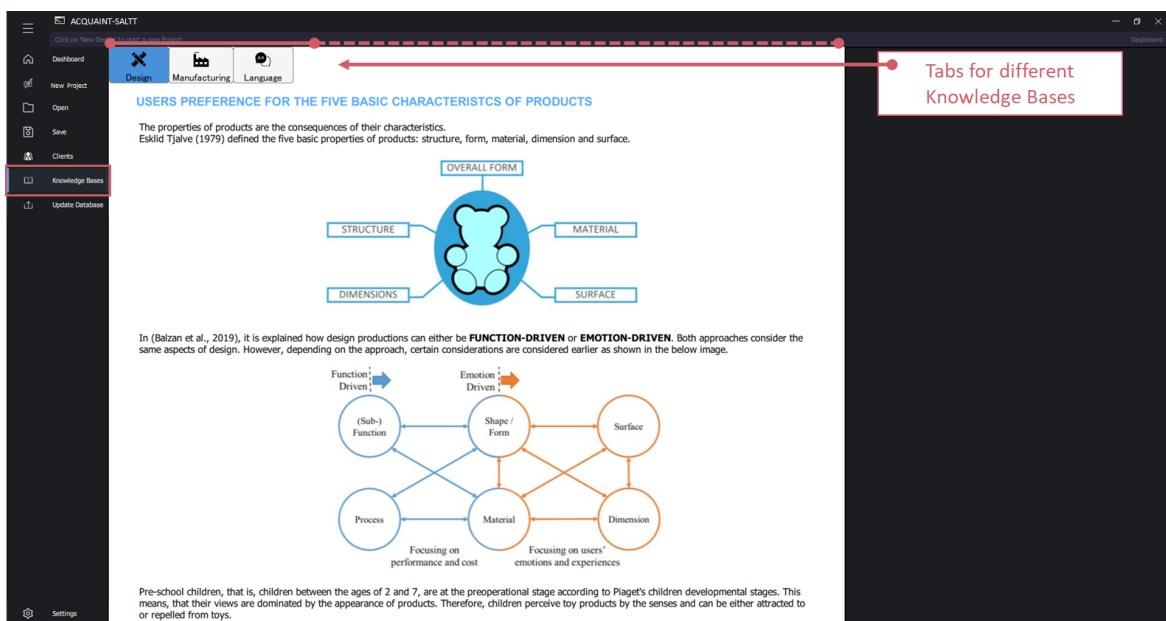 ACQUAINT-SALTT
Click on 'New Design' to start a new Project
Dashboard
Dashboard
New Project
Open
Save
Clients
Knowledge Bases
Update Database
Settings
Design
Manufacturing
Language
Tabs for different
Knowledge Bases
USERS PREFERENCE FOR THE FIVE BASIC CHARACTERISTCS OF PRODUCTS
The properties of products are the consequences of their characteristics.
Esklid Tjalve (1979) defined the five basic properties of products: structure, form, material, dimension and surface.
OVERALL FORM
STRUCTURE
MATERIAL
DIMENSIONS
SURFACE
In (Balzan et al., 2019), it is explained how design productions can either be FUNCTION-DRIVEN or EMOTION-DRIVEN. Both approaches consider the
same aspects of design. However, depending on the approach, certain considerations are considered earlier as shown in the below image.
Function
Driven
Emotion
Driven
(Sub-)
Function
Shape /
Form
Surface
Process
Material
Dimension
Focusing on
performance and cost
Focusing on users'
emotions and experiences
Pre-school children, that is, children between the ages of 2 and 7, are at the preoperational stage according to Piaget's children developmental stages. This
means, that their views are dominated by the appearance of products. Therefore, children perceive toy products by the senses and can be either attracted to
or repelled from toys.